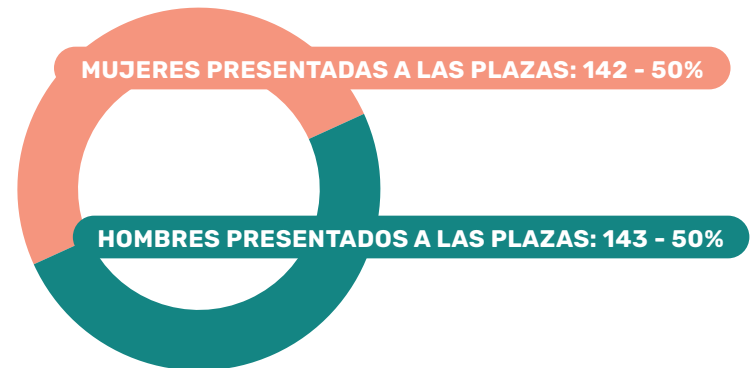 MUJERES PRESENTADAS A LAS PLAZAS: 142 - 50%
HOMBRES PRESENTADOS A LAS PLAZAS: 143 - 50%